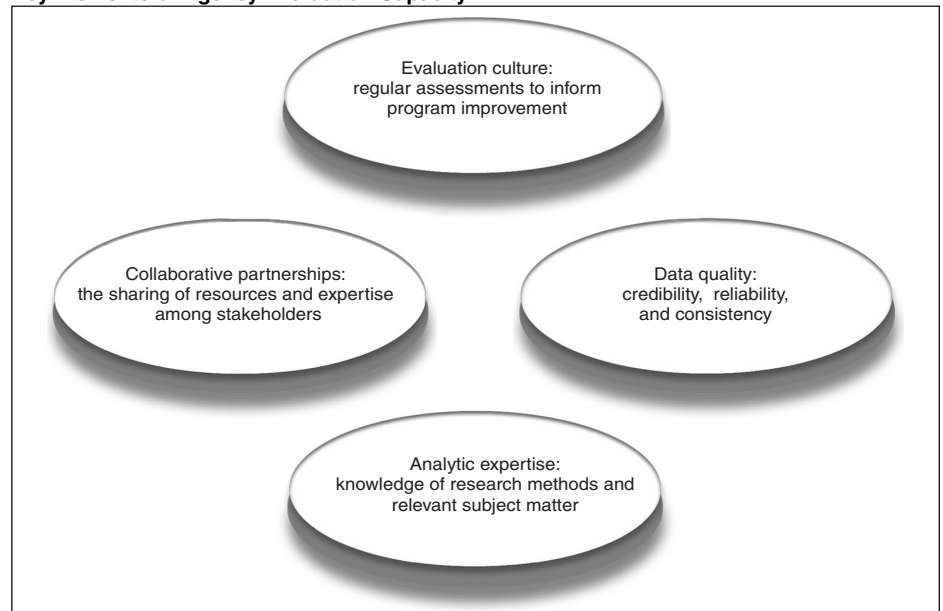 Evaluation culture:
regular assessments to inform
program improvement
Collaborative partnerships:
the sharing of resources and expertise
among stakeholders
Data quality:
credibility, reliability,
and consistency
Analytic expertise:
knowledge of research methods and
relevant subject matter